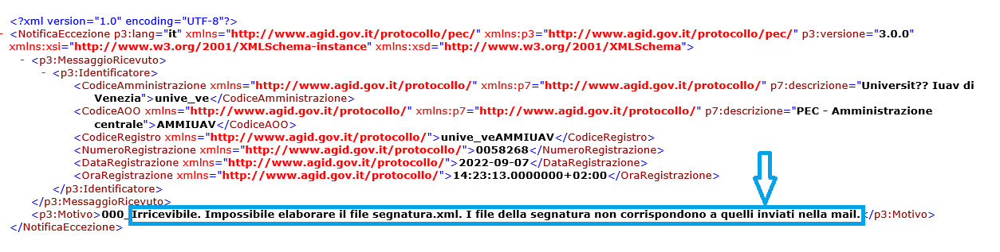 <?xml version="1.0" encoding="UTF-8"?>
- <NotificaEccezione p3:lang="it" xmlns="http://www.agid.gov.it/protocollo/pec/" xmlns:p3="http://www.agid.gov.it/protocollo/pec/" p3:versione="3.0.0"
xmlns:xsi="http://www.w3.org/2001/XMLSchema-instance" xmlns:xsd="http://www.w3.org/2001/XMLSchema">
- <p3:MessaggioRicevuto>
- <p3:Identificatore>
<CodiceAmministrazione xmlns="http://www.agid.gov.it/protocollo/" xmlns:p7="http://www.agid.gov.it/protocollo/" p7:descrizione="Universit?? Iuav di
Venezia">unive_ve</CodiceAmministrazione>
<CodiceAOO xmlns="http://www.agid.gov.it/protocollo/" xmlns:p7="http://www.agid.gov.it/protocollo/" p7:descrizione="PEC - Amministrazione
centrale">AMMIUAV</CodiceAOO>
<CodiceRegistro xmlns="http://www.agid.gov.it/protocollo/">unive_veAMMIUAV</CodiceRegistro>
<NumeroRegistrazione xmlns="http://www.agid.gov.it/protocollo/">0058268</NumeroRegistrazione>
<DataRegistrazione xmlns="http://www.agid.gov.it/protocollo/">2022-09-07</DataRegistrazione>
<OraRegistrazione xmlns="http://www.agid.gov.it/protocollo/">14:23:13.0000000+02:00</OraRegistrazione>
</p3:Identificatore>
</p3:MessaggioRicevuto>
<p3:Motivo>000_Irricevibile. Impossibile elaborare il file segnatura.xml. I file della segnatura non corrispondono a quelli inviati nella mail.</p3:Motivo>
</NotificaEccezione>